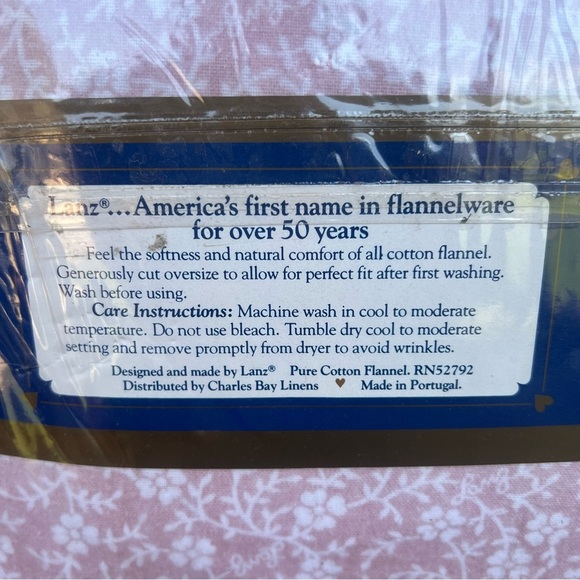 Lanz®...America's first name in flannelware
for over 50 years
Feel the softness and natural comfort of all cotton flannel.
Generously cut oversize to allow for perfect fit after first washing.
Wash before using.
Care Instructions: Machine wash in cool to moderate
temperature. Do not use bleach. Tumble dry cool to moderate
setting and remove promptly from dryer to avoid wrinkles.
Designed and made by Lanz® Pure Cotton Flannel. RN52792
Distributed by Charles Bay Linens ♥ Made in Portugal.